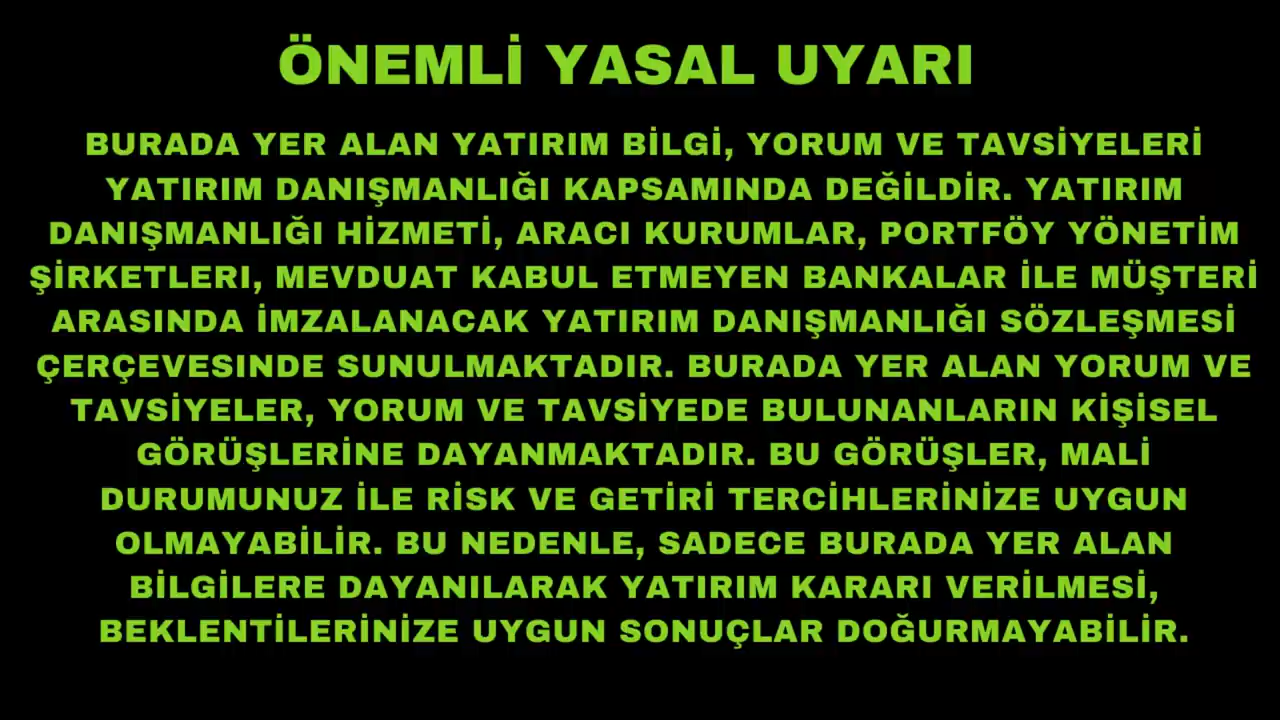 ÖNEMLİ YASAL UYARI
BURADA YER ALAN YATIRIM BİLGİ, YORUM VE TAVSİYELERİ
YATIRIM DANIŞMANLIĞI KAPSAMINDA DEĞİLDİR. YATIRIM
DANIŞMANLIĞI HİZMETİ, ARACI KURUMLAR, PORTFÖY YÖNETİM
ŞİRKETLERI, MEVDUAT KABUL ETMEYEN BANKALAR İLE MÜŞTERİ
ARASINDA İMZALANACAK YATIRIM DANIŞMANLIĞI SÖZLEŞMESİ
ÇERÇEVESINDE SUNULMAKTADIR. BURADA YER ALAN YORUM VE
TAVSİYELER, YORUM VE TAVSİYEDE BULUNANLARIN KİŞİSEL
GÖRÜŞLERİNE DAYANMAKTADIR. BU GÖRÜŞLER, MALİ
DURUMUNUZ İLE RİSK VE GETİRİ TERCİHLERİNİZE UYGUN
OLMAYABİLİR. BU NEDENLE, SADECE BURADA YER ALAN
BİLGİLERE DAYANILARAK YATIRIM KARARI VERİLMESİ,
BEKLENTİLERİNİZE UYGUN SONUÇLAR DOĞURMAYABİLİR.